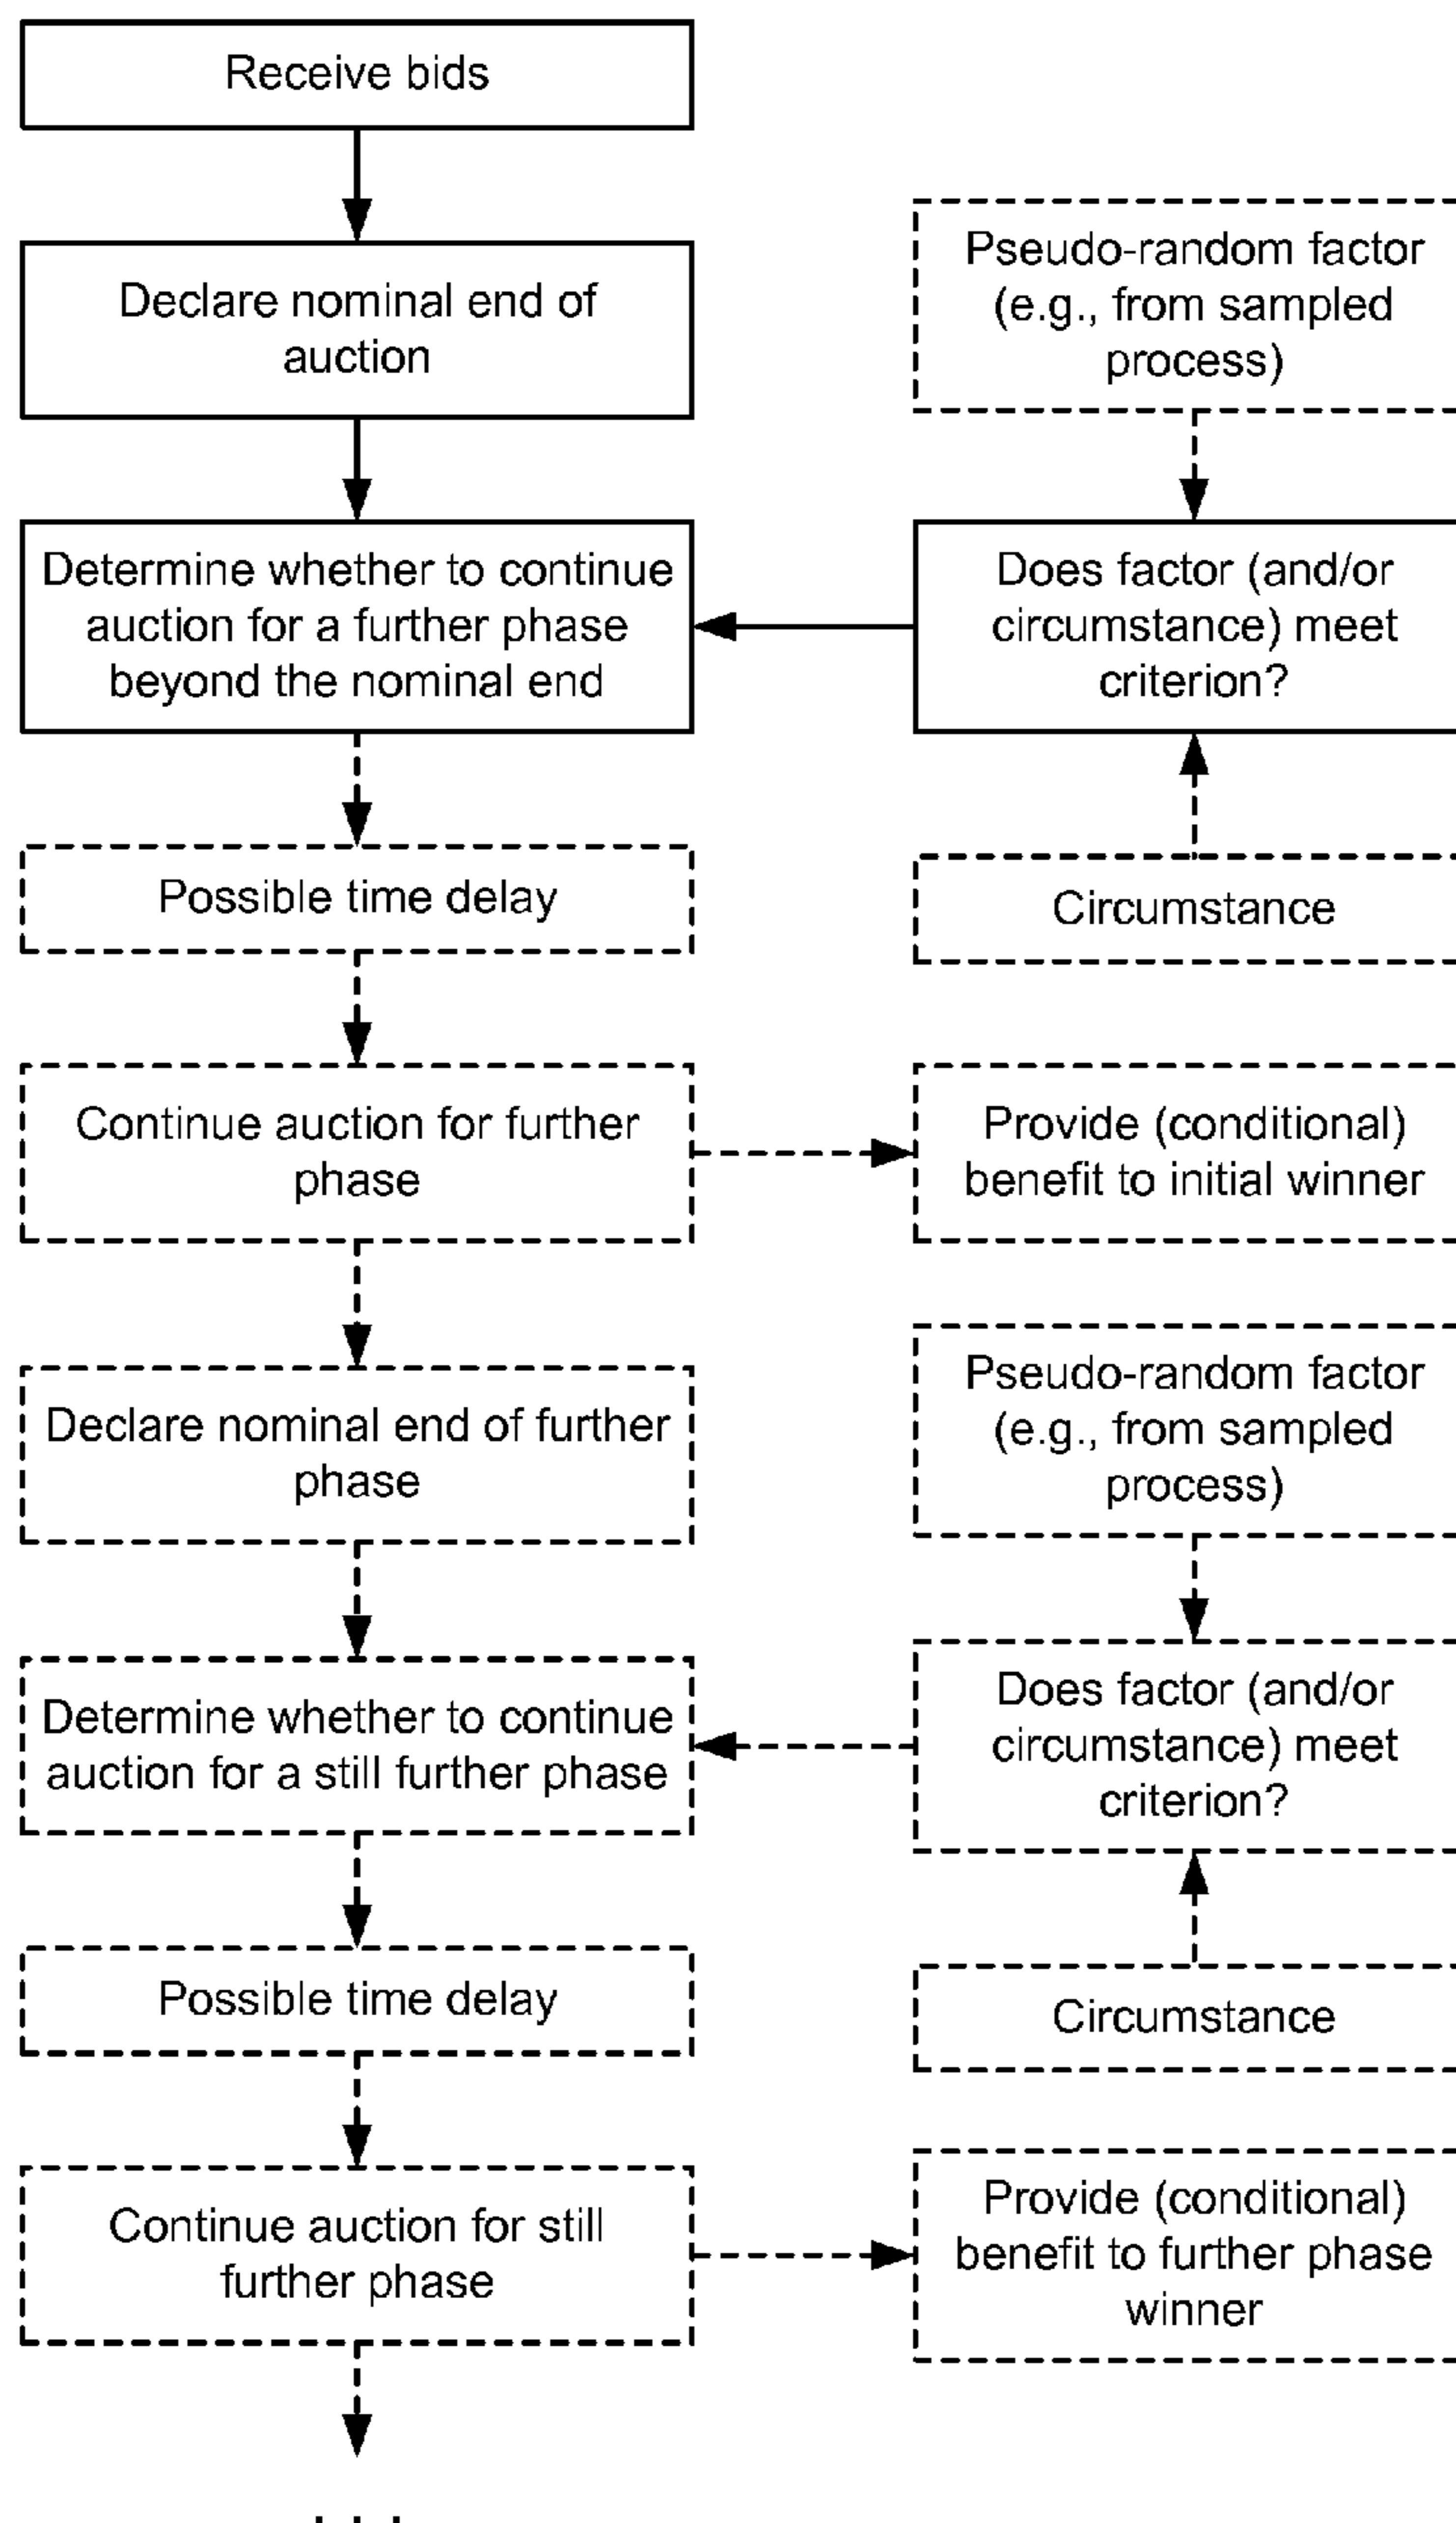 Receive bids
Declare nominal end of
auction
Pseudo-random factor
(e.g., from sampled
process)
Determine whether to continue
auction for a further phase
beyond the nominal end
Does factor (and/or
circumstance) meet
criterion?
Possible time delay
Circumstance
Continue auction for further
phase
Provide (conditional)
benefit to initial winner
Declare nominal end of further
phase
Pseudo-random factor
(e.g., from sampled
process)
Determine whether to continue
auction for a still further phase
Does factor (and/or
circumstance) meet
criterion?
Possible time delay
Circumstance
Continue auction for still
further phase
Provide (conditional)
benefit to further phase
winner